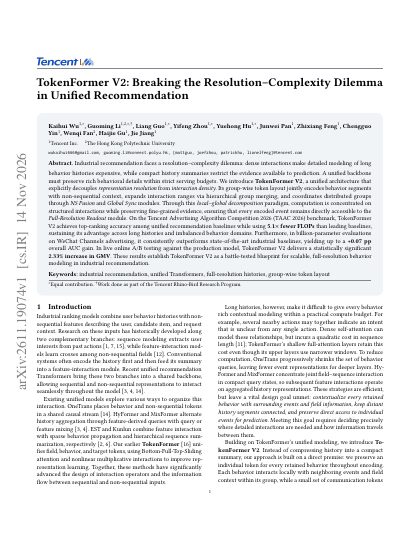 Tencent
TokenFormer V2: Breaking the Resolution–Complexity Dilemma
in Unified Recommendation
Abstract. Industrial recommendation faces a resolution–complexity dilemma: dense interactions make detailed modeling of long
behavior histories expensive, while compact history summaries restrict the evidence available to prediction. A unified backbone
must preserve rich behavioral details within strict serving budgets. We introduce TokenFormer V2, a unified architecture that
explicitly decouples representation resolution from interaction density. Its group-wise token layout jointly encodes behavior segments
with non-sequential context, expands interaction ranges via hierarchical group merging, and coordinates distributed groups
through NS Fusion and Global Sync modules. Through this local–global decomposition paradigm, computation is concentrated on
structured interactions while preserving fine-grained evidence, ensuring that every encoded event remains directly accessible to the
Full-Resolution Readout module. On the Tencent Advertising Algorithm Competition 2026 (TAAC 2026) benchmark, TokenFormer
V2 achieves top-ranking accuracy among unified recommendation baselines while using 5.1× fewer FLOPs than leading baselines,
sustaining its advantage across long histories and imbalanced behavior domains. Furthermore, in billion-parameter evaluations
on WeChat Channels advertising, it consistently outperforms state-of-the-art industrial baselines, yielding up to a +0.07 pp
overall AUC gain. In live online A/B testing against the production model, TokenFormer V2 delivers a statistically significant
2.33% increase in GMV. These results establish TokenFormer V2 as a battle-tested blueprint for scalable, full-resolution behavior
modeling in industrial recommendation.
Keywords: industrial recommendation, unified Transformers, full-resolution histories, group-wise token layout
*Equal contribution. †Work done as part of the Tencent Rhino-Bird Research Program.
arXiv:2611.19074v1 [cs.IR] 14 Nov 2026
1 Introduction
Industrial ranking models combine user behavior histories with non-
sequential features describing the user, candidate item, and request
context. Research on these inputs has historically developed along
two complementary branches: sequence modeling extracts user
interests from past actions [1, 7, 15], while feature-interaction mod-
els learn crosses among non-sequential fields [12]. Conventional
systems often encode the history first and then feed its summary
into a feature-interaction module. Recent unified recommendation
Transformers bring these two branches into a shared backbone,
allowing sequential and non-sequential representations to interact
seamlessly throughout the model [3, 4, 14].
Existing unified models explore various ways to organize this
interaction. OneTrans places behavior and non-sequential tokens
in a shared causal stream [14]. HyFormer and MixFormer alternate
history aggregation through feature-derived queries with query or
feature mixing [3, 4]. EST and Kunlun combine feature interaction
with sparse behavior propagation and hierarchical sequence sum-
marization, respectively [2, 6]. Our earlier TokenFormer [16] uni-
fies field, behavior, and target tokens, using Bottom-Full-Top-Sliding
attention and nonlinear multiplicative interactions to improve rep-
resentation learning. Together, these methods have significantly
advanced the design of interaction operators and the information
flow between sequential and non-sequential inputs.
Long histories, however, make it difficult to give every behavior
rich contextual modeling within a practical compute budget. For
example, several nearby actions may together indicate an intent
that is unclear from any single action. Dense self-attention can
model these relationships, but incurs a quadratic cost in sequence
length [11]. TokenFormer's shallow full-attention layers retain this
cost even though its upper layers use narrower windows. To reduce
computation, OneTrans progressively shrinks the set of behavior
queries, leaving fewer event representations for deeper layers. Hy-
Former and MixFormer concentrate joint field–sequence interaction
in compact query states, so subsequent feature interactions operate
on aggregated history representations. These strategies are efficient,
but leave a vital design goal unmet: contextualize every retained
behavior with surrounding events and field information, keep distant
history segments connected, and preserve direct access to individual
events for prediction. Meeting this goal requires deciding precisely
where detailed interactions are needed and how information travels
between them.
Building on TokenFormer's unified modeling, we introduce To-
kenFormer V2. Instead of compressing history into a compact
summary, our approach is built on a direct premise: we preserve an
individual token for every retained behavior throughout encoding.
Each behavior interacts locally with neighboring events and field
context within its group, while a small set of communication tokens
1